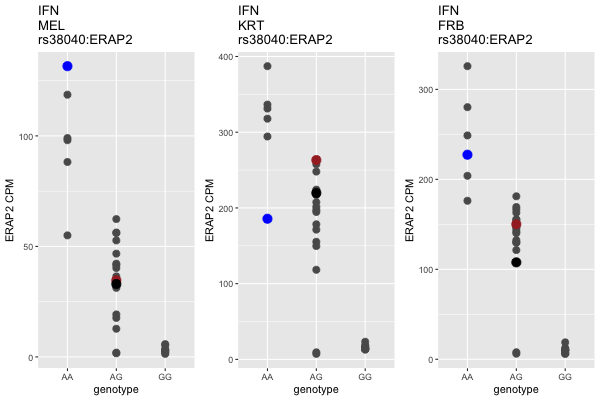 IFN
MEL
rs38040:ERAP2
ERAP2 CPM
100
50
0
AA AG GG
genotype
IFN
KRT
rs38040:ERAP2
ERAP2 CPM
400
300
200
100
0
AA AG GG
genotype
IFN
FRB
rs38040:ERAP2
ERAP2 CPM
300
200
100
0
AA AG GG
genotype